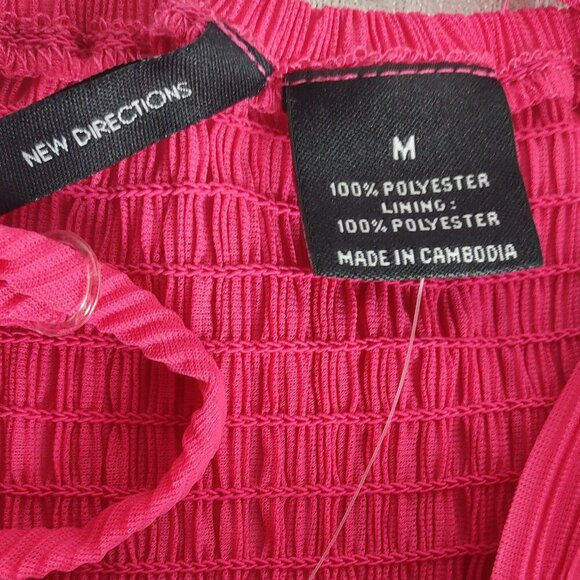 NEW DIRECTIONS
M
100% POLYESTER
LINING:
100% POLYESTER
MADE IN CAMBODIA